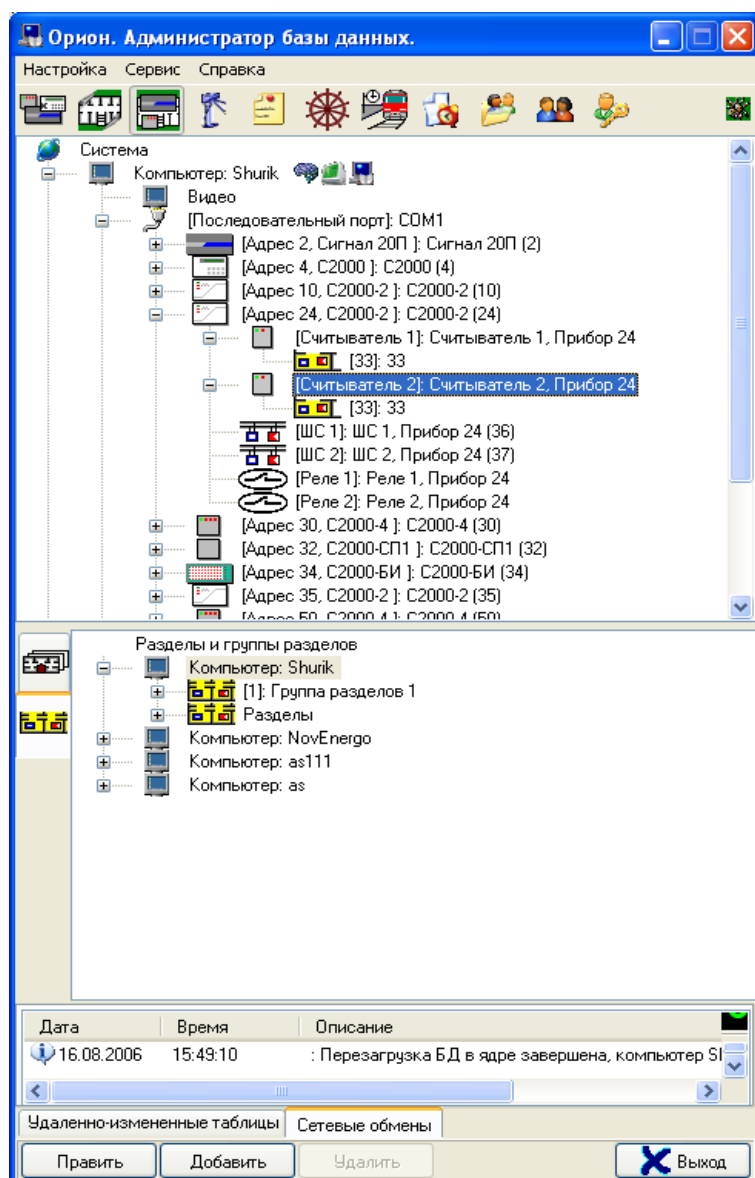 Орион. Администратор базы данных.
Настройка Сервис Справка
Система
Компьютер: Shurik
Видео
[Последовательный порт]: COM1
[Адрес 2, Сигнал 20П ]: Сигнал 20П (2)
[Адрес 4, С2000 ]: С2000 (4)
[Адрес 10, С2000-2 ]: С2000-2 (10)
[Адрес 24, С2000-2 ]: С2000-2 (24)
[Считыватель 1]: Считыватель 1, Прибор 24
[33]: 33
[Считыватель 2]: Считыватель 2, Прибор 24
[33]: 33
[ШС 1]: ШС 1, Прибор 24 (36)
[ШС 2]: ШС 2, Прибор 24 (37)
[Реле 1]: Реле 1, Прибор 24
[Реле 2]: Реле 2, Прибор 24
[Адрес 30, С2000-4 ]: С2000-4 (30)
[Адрес 32, С2000-СП1 ]: С2000-СП1 (32)
[Адрес 34, С2000-БИ ]: С2000-БИ (34)
[Адрес 35, С2000-2 ]: С2000-2 (35)
[Адрес 50, С2000-4 ]: С2000-4 (50)
Разделы и группы разделов
Компьютер: Shurik
[1]: Группа разделов 1
Разделы
Компьютер: NovEnergo
Компьютер: as111
Компьютер: as
Дата Время Описание
16.08.2006 15:49:10 : Перезагрузка БД в ядре завершена, компьютер
Удаленно-измененные таблицы Сетевые обмены
Править Добавить Удалить Выход